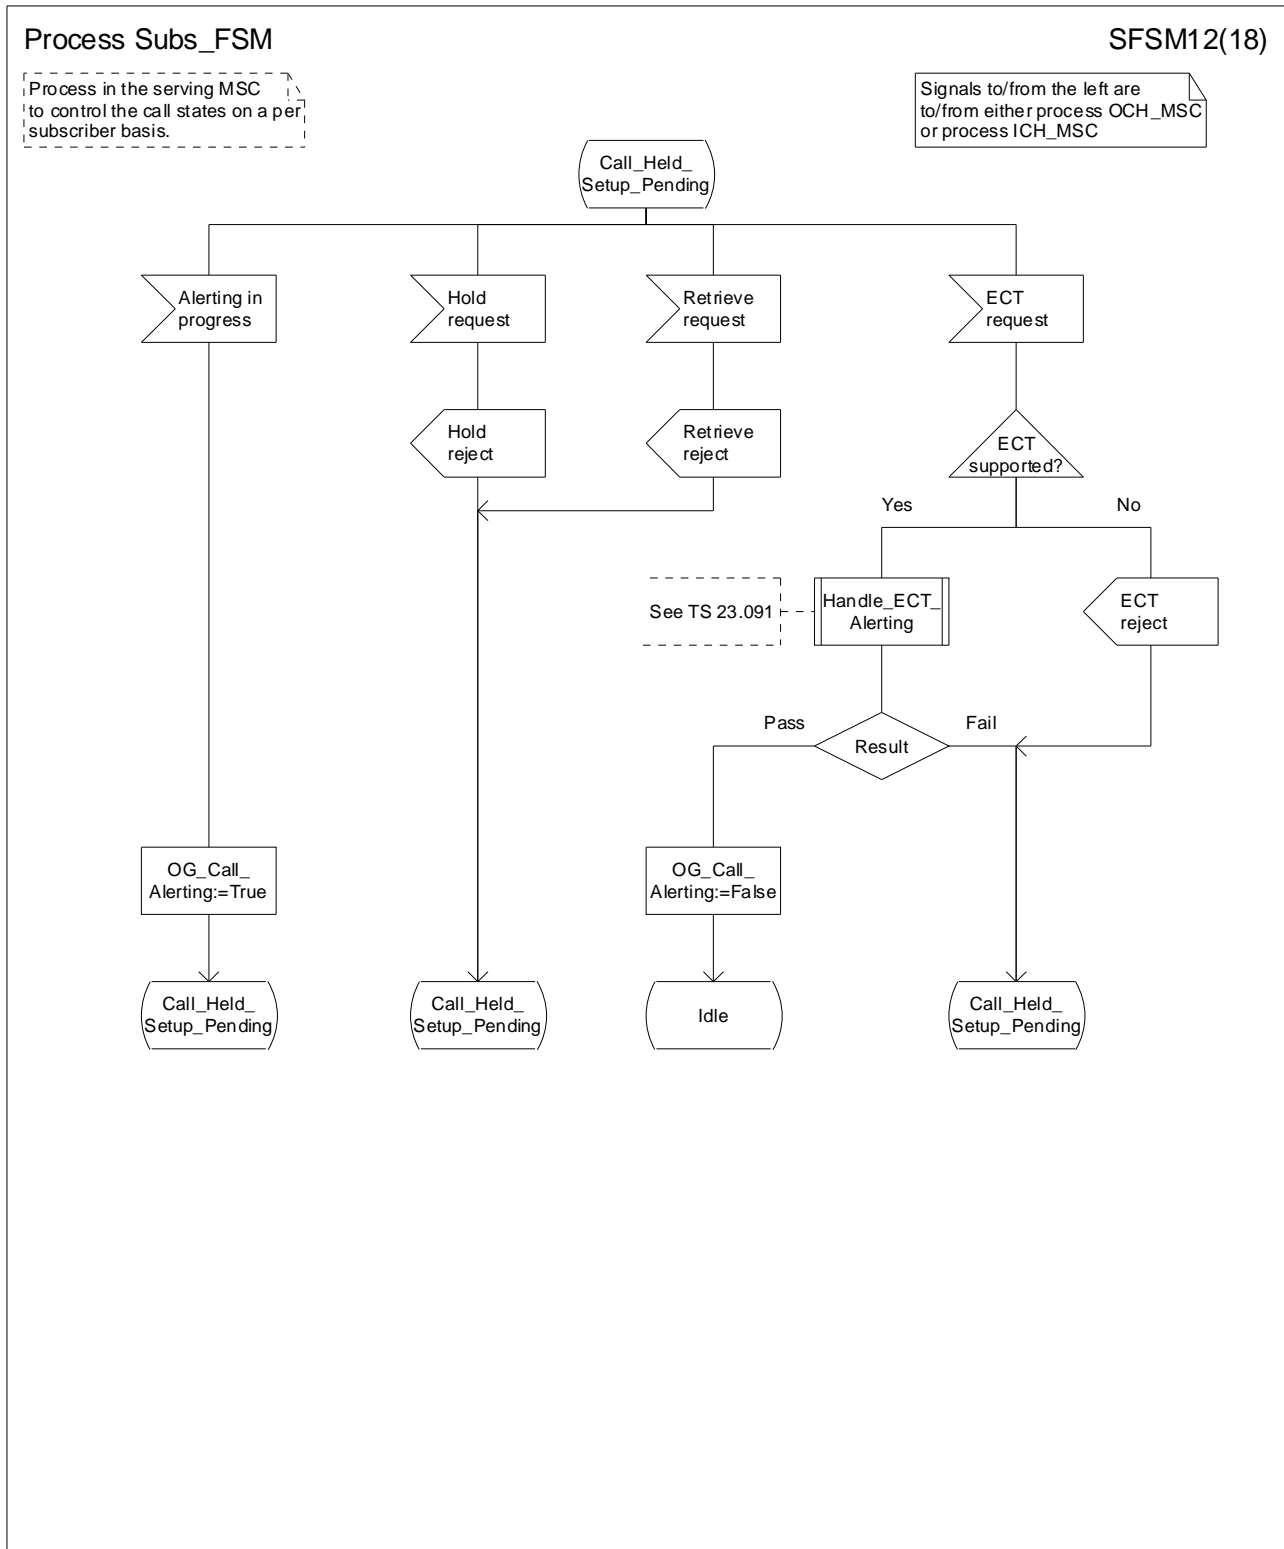 Process Subs_FSM
SFSM12(18)
Process in the serving MSC
to control the call states on a per
subscriber basis.
Signals to/from the left are
to/from either process OCH_MSC
or process ICH_MSC
Call_Held_
Setup_Pending
Alerting in
progress
Hold
request
Retrieve
request
ECT
request
Hold
reject
Retrieve
reject
ECT
supported?
Yes
No
See TS 23.091
Handle_ECT_
Alerting
ECT
reject
Pass
Fail
Result
OG_Call_
Alerting:=True
OG_Call_
Alerting:=False
Call_Held_
Setup_Pending
Call_Held_
Setup_Pending
Idle
Call_Held_
Setup_Pending